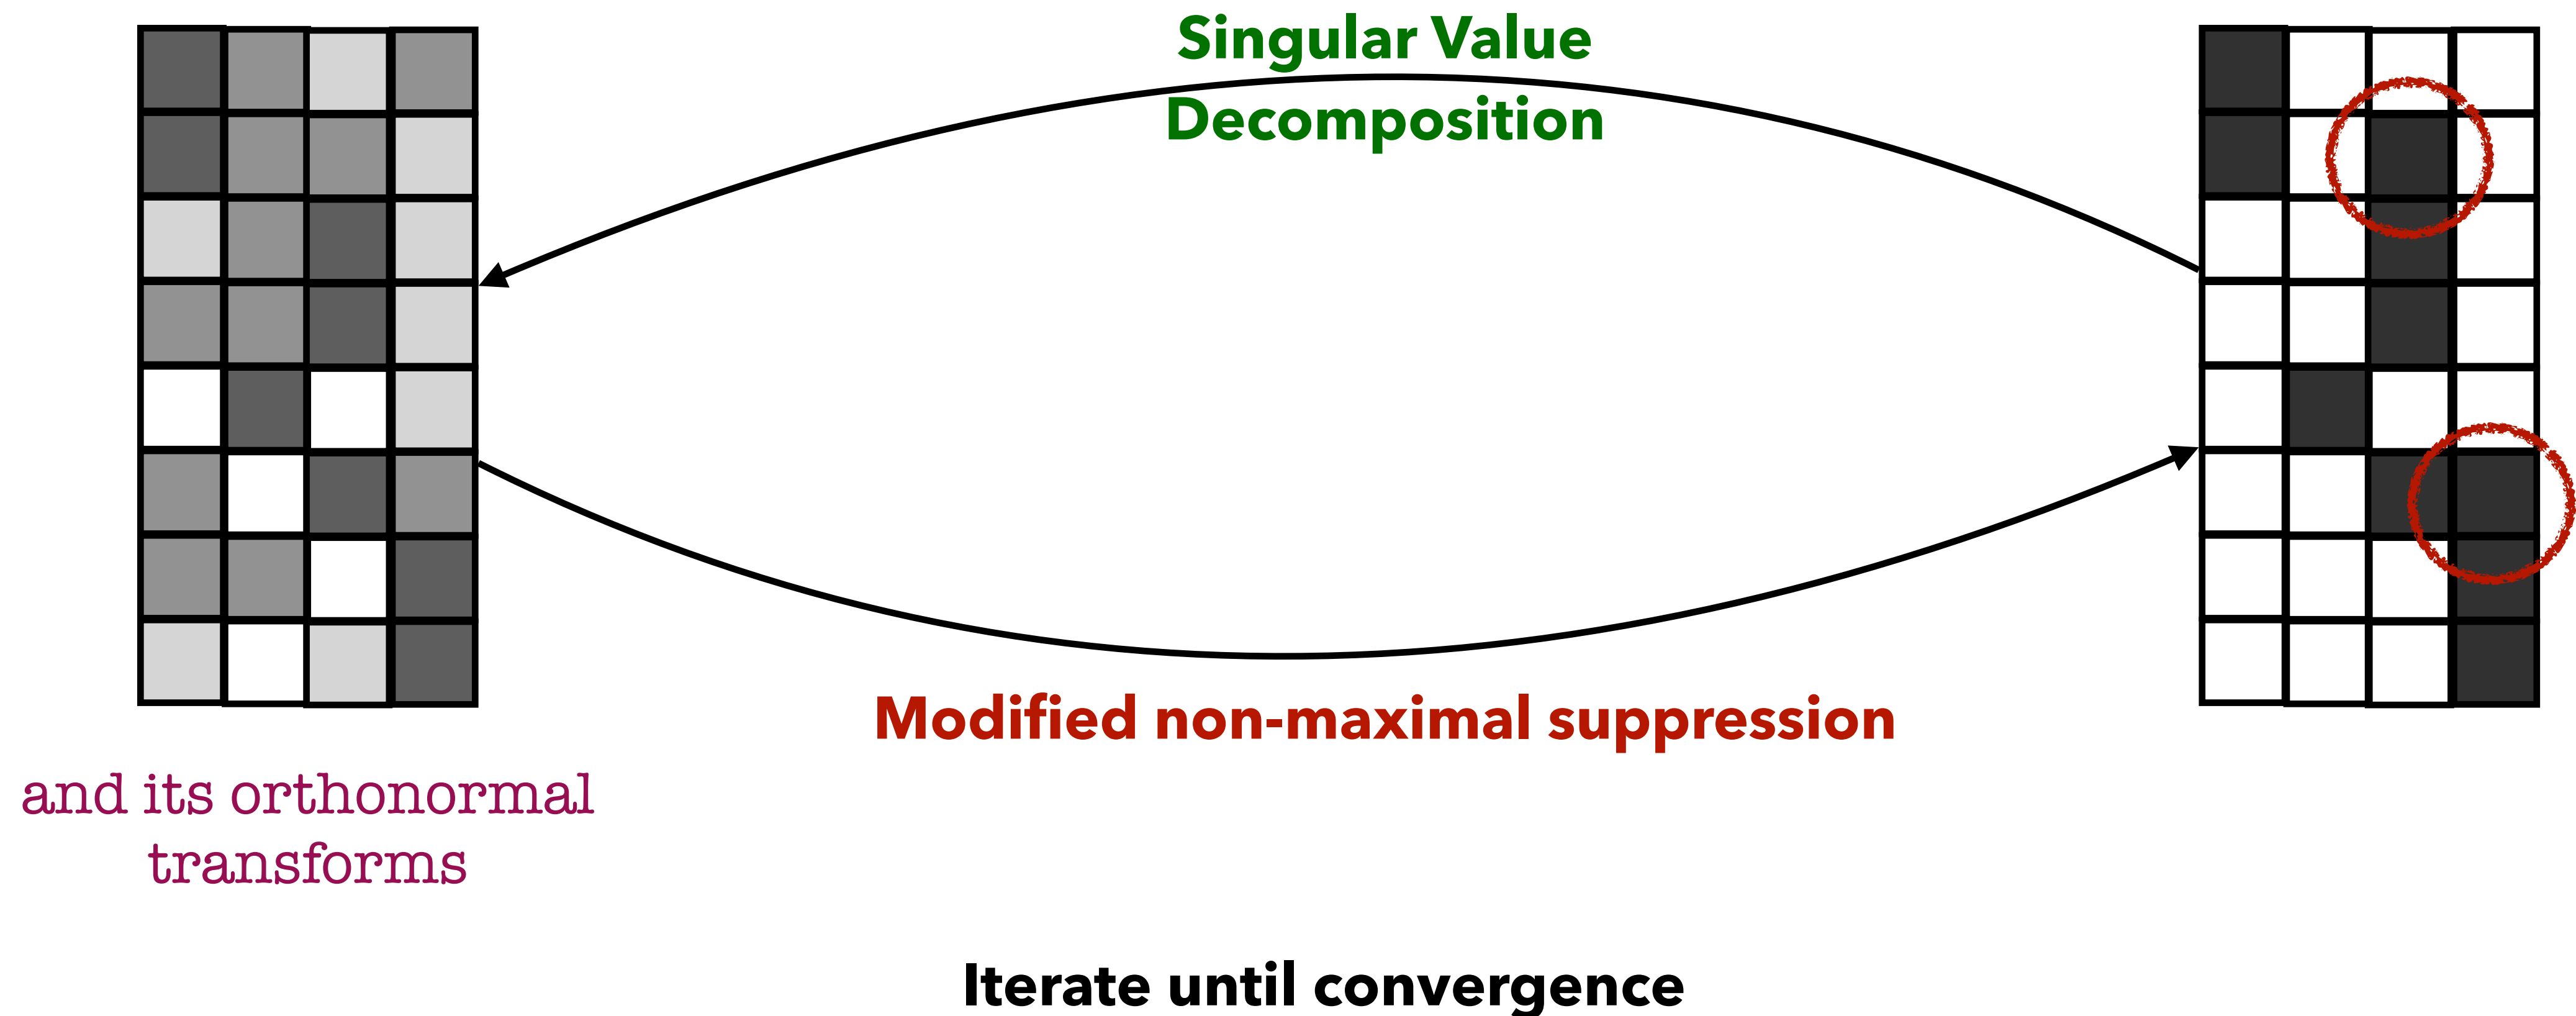 Singular Value
Decomposition
Modified non-maximal suppression
and its orthonormal
transforms
Iterate until convergence